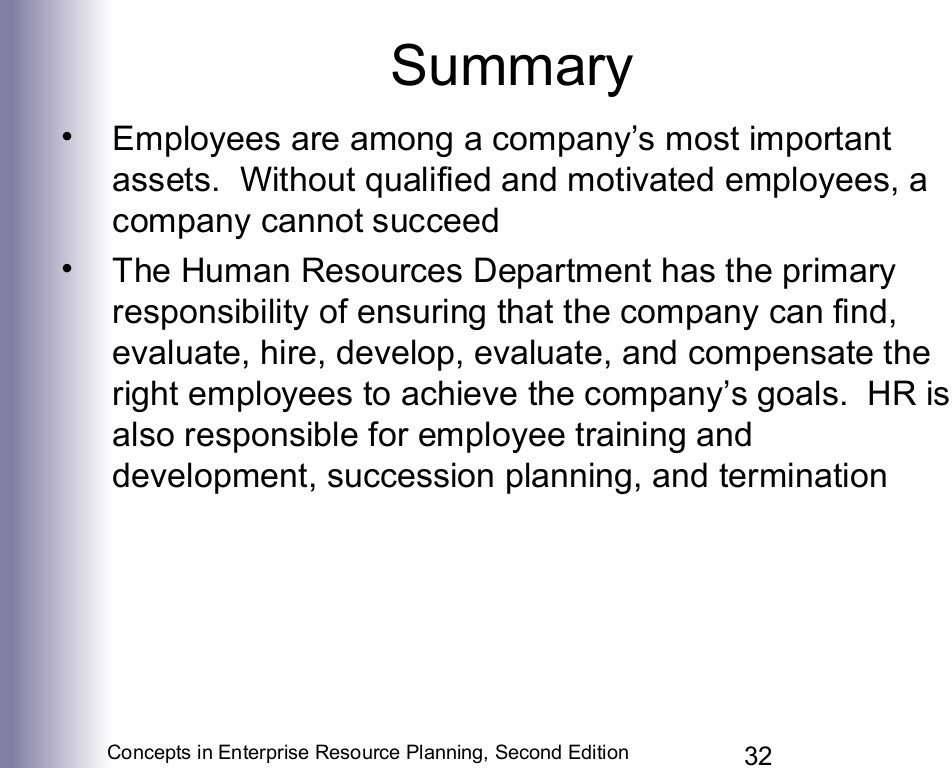 Summary
• Employees are among a company’s most important
assets.  Without qualified and motivated employees, a
company cannot succeed
• The Human Resources Department has the primary
responsibility of ensuring that the company can find,
evaluate, hire, develop, evaluate, and compensate the
right employees to achieve the company’s goals.  HR is
also responsible for employee training and
development, succession planning, and termination
Concepts in Enterprise Resource Planning, Second Edition
32